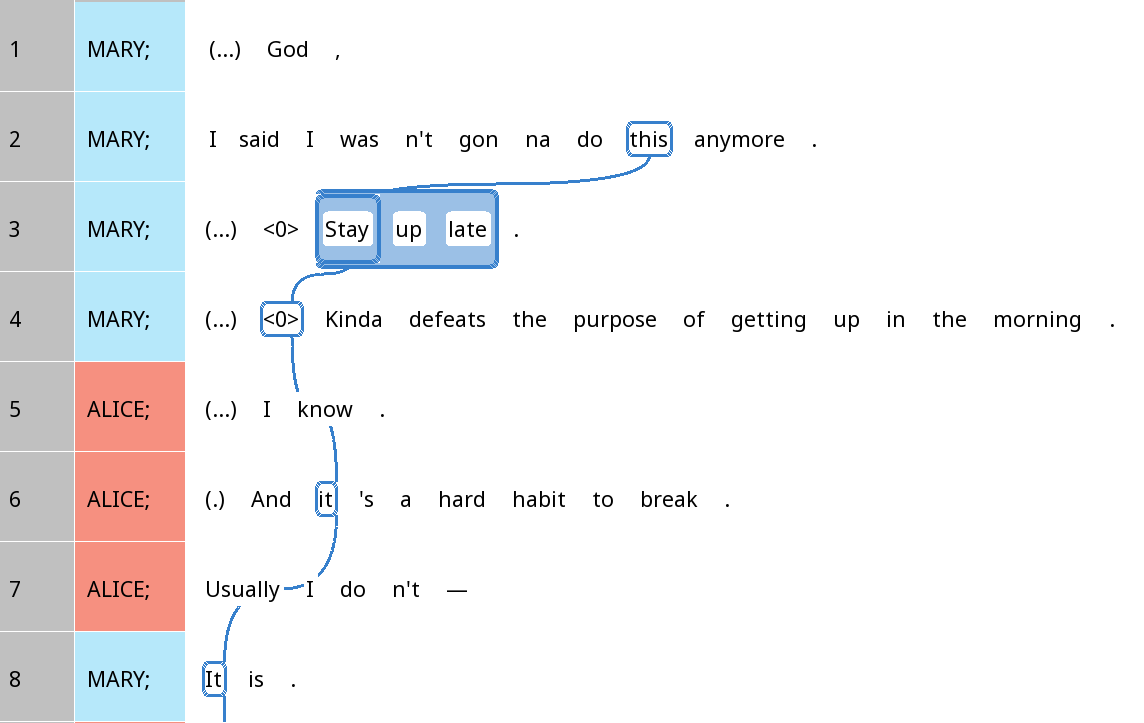 1 MARY; (...) God ,
2 MARY; I said I was n't gon na do this anymore .
3 MARY; (...) <0> Stay up late .
4 MARY; (...) <0> Kinda defeats the purpose of getting up in the morning .
5 ALICE; (...) I know .
6 ALICE; (.) And it 's a hard habit to break .
7 ALICE; Usually I do n't —
8 MARY; It is .